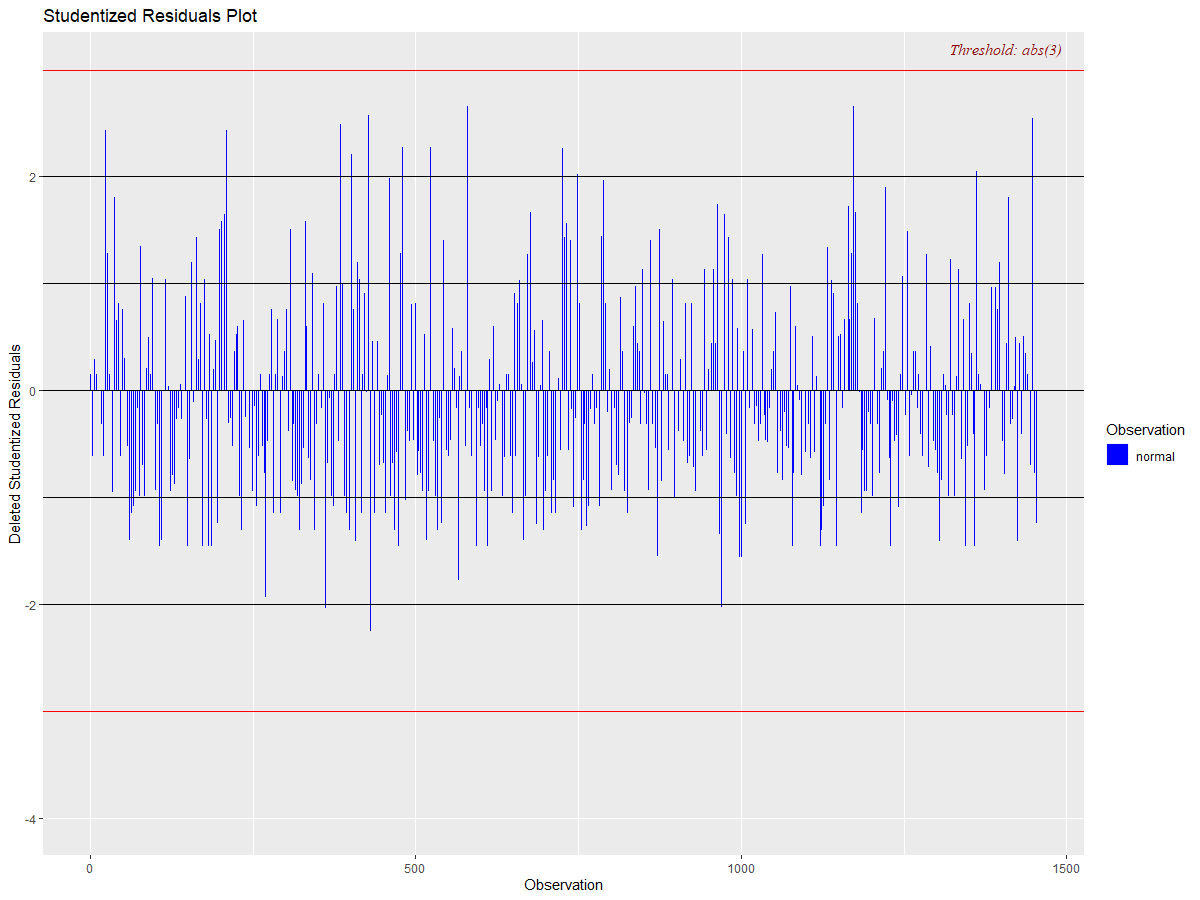 Studentized Residuals Plot
Threshold: abs(3)
Deleted Studentized Residuals
2
0
-2
-4
0
500
1000
1500
Observation
Observation
normal